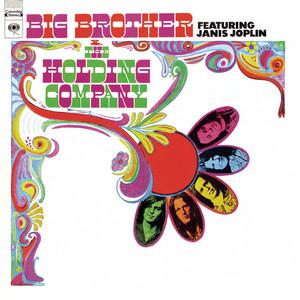 BIG BROTHER
FEATURING
JANIS JOPLIN
& THE
HOLDING
COMPANY